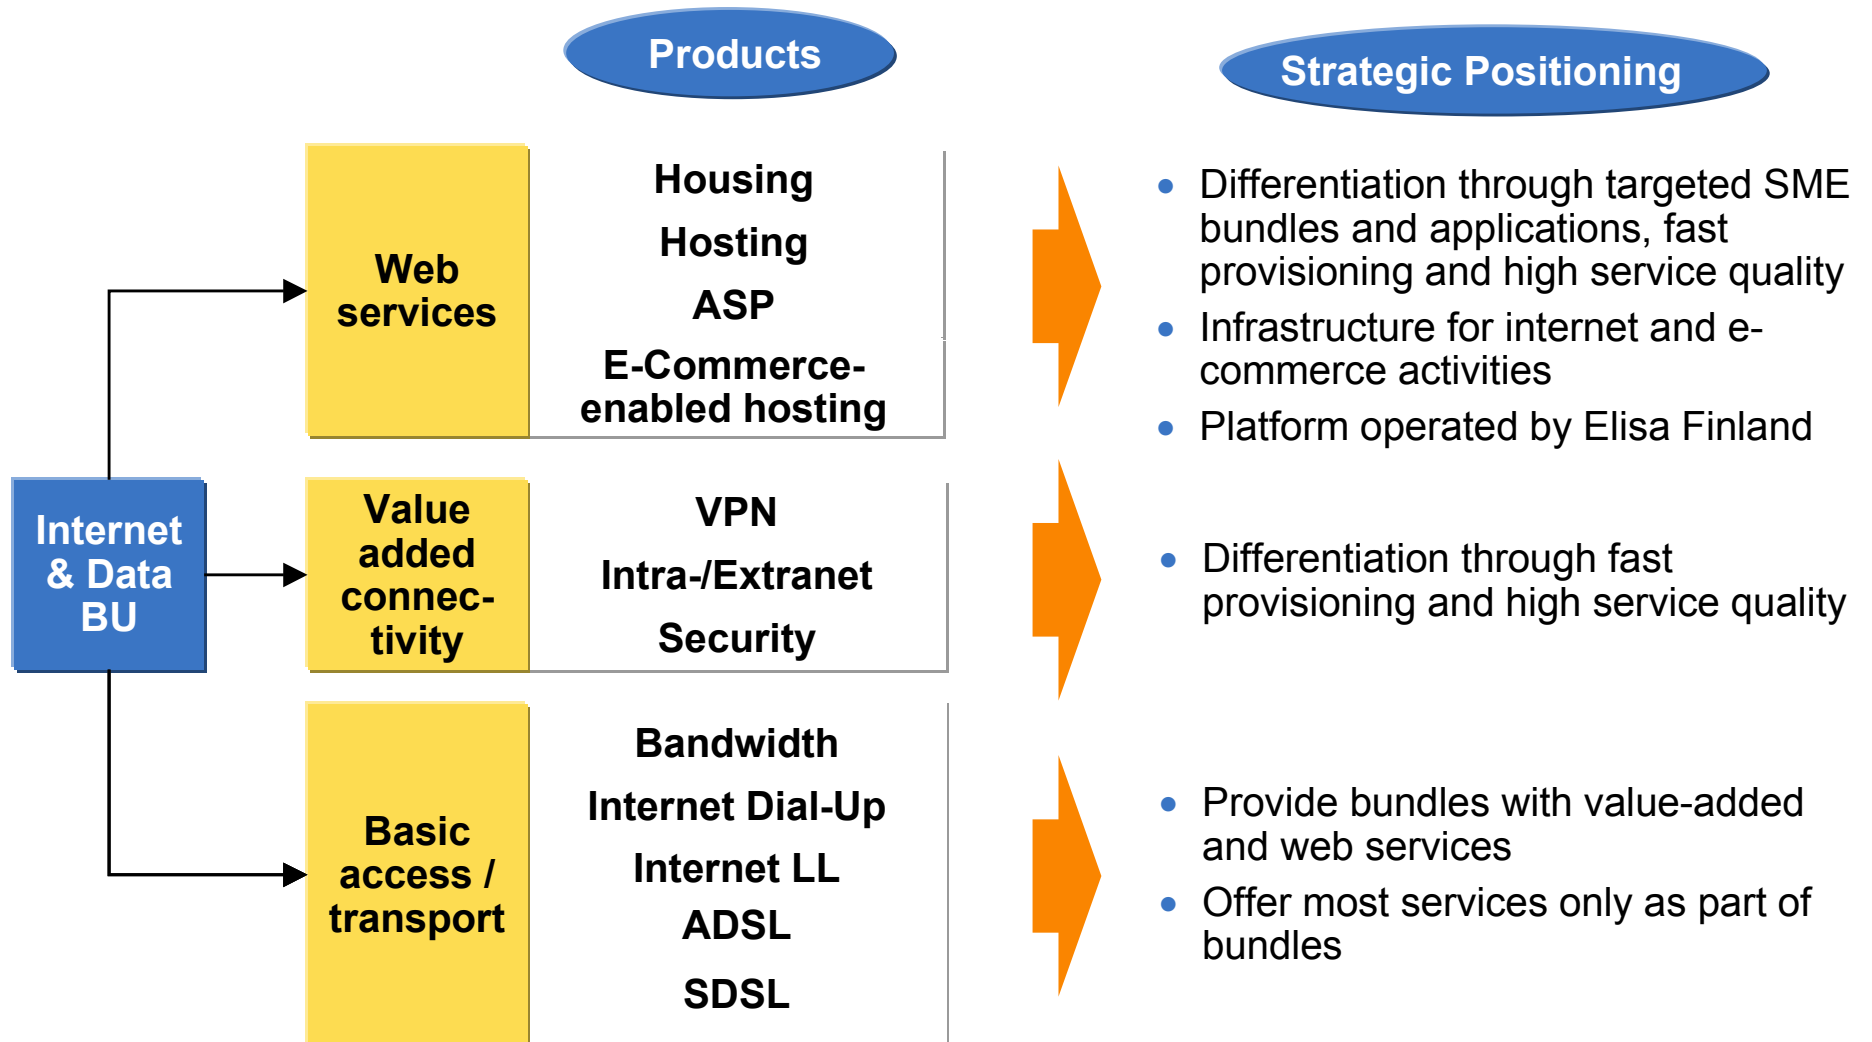 Products
Strategic Positioning
Internet
& Data
BU
Web
services
Housing
Hosting
ASP
E-Commerce-
enabled hosting
• Differentiation through targeted SME
bundles and applications, fast
provisioning and high service quality
• Infrastructure for internet and e-
commerce activities
• Platform operated by Elisa Finland
Value
added
connec-
tivity
VPN
Intra-/Extranet
Security
• Differentiation through fast
provisioning and high service quality
Basic
access /
transport
Bandwidth
Internet Dial-Up
Internet LL
ADSL
SDSL
• Provide bundles with value-added
and web services
• Offer most services only as part of
bundles